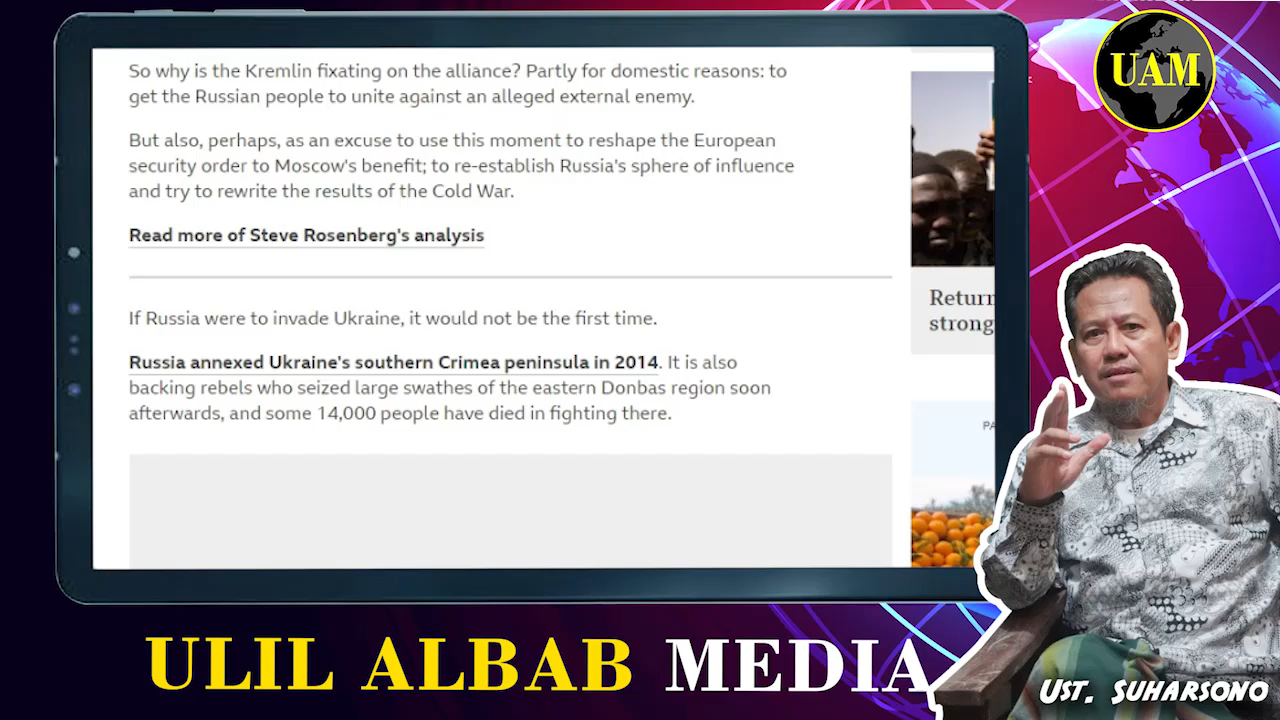 So why is the Kremlin fixating on the alliance? Partly for domestic reasons: to
get the Russian people to unite against an alleged external enemy.
But also, perhaps, as an excuse to use this moment to reshape the European
security order to Moscow's benefit; to re-establish Russia's sphere of influence
and try to rewrite the results of the Cold War.
Read more of Steve Rosenberg's analysis
If Russia were to invade Ukraine, it would not be the first time.
Russia annexed Ukraine's southern Crimea peninsula in 2014. It is also
backing rebels who seized large swathes of the eastern Donbas region soon
afterwards, and some 14,000 people have died in fighting there.
Return
strong
PA
UAM
ULIL ALBAB MEDIA
UST. SUHARSONO